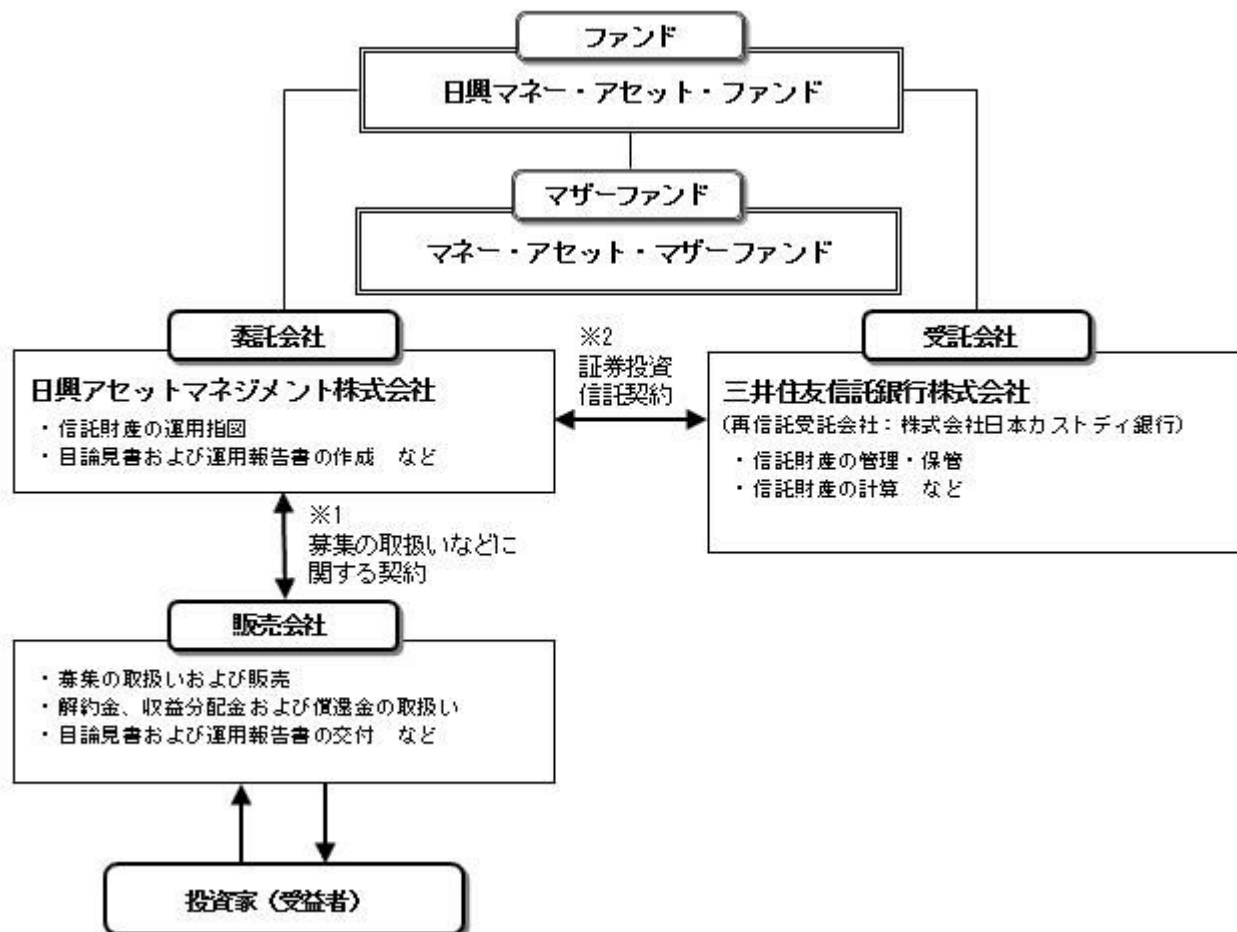 ファンド
日興マネー・アセット・ファンド
マザーファンド
マネー・アセット・マザーファンド
委託会社
日興アセットマネジメント株式会社
・信託財産の運用指図
・目論見書および運用報告書の作成　など
※2
証券投資
信託契約
受託会社
三井住友信託銀行株式会社
(再信託受託会社：株式会社日本カストディ銀行)
・信託財産の管理・保管
・信託財産の計算　など
※1
募集の取扱いなどに
関する契約
販売会社
・募集の取扱いおよび販売
・解約金、収益分配金および償還金の取扱い
・目論見書および運用報告書の交付　など
投資家（受益者）